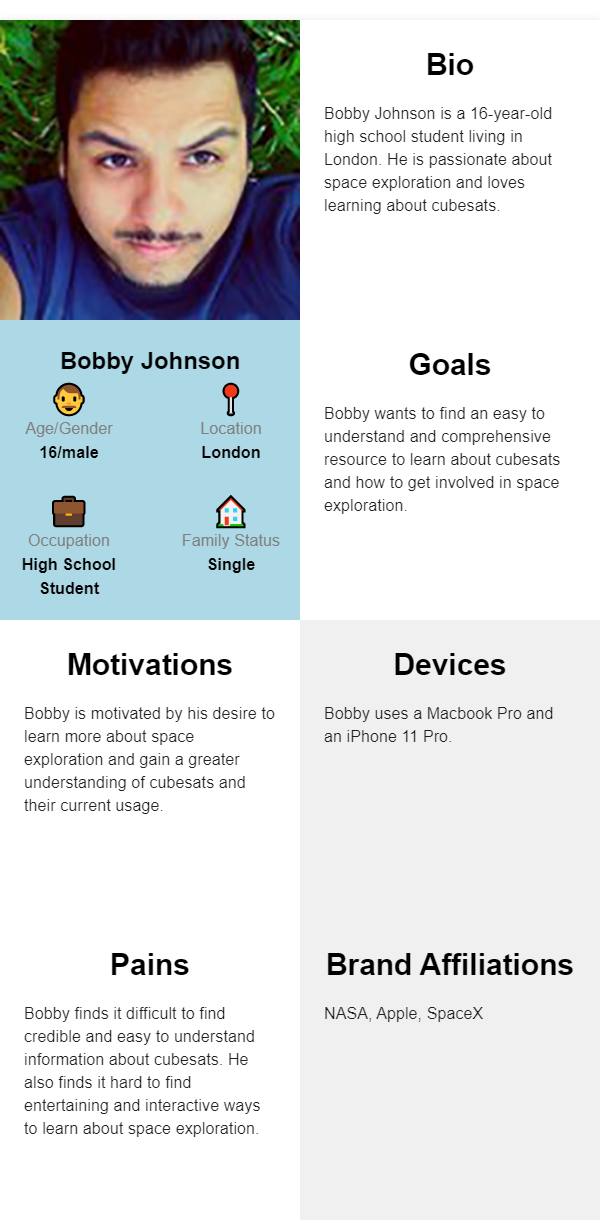 Bio
Bobby Johnson is a 16-year-old
high school student living in
London. He is passionate about
space exploration and loves
learning about cubesats.
Bobby Johnson
Age/Gender
16/male
Location
London
Occupation
High School
Student
Family Status
Single
Goals
Bobby wants to find an easy to
understand and comprehensive
resource to learn about cubesats
and how to get involved in space
exploration.
Motivations
Bobby is motivated by his desire to
learn more about space
exploration and gain a greater
understanding of cubesats and
their current usage.
Devices
Bobby uses a Macbook Pro and
an iPhone 11 Pro.
Pains
Bobby finds it difficult to find
credible and easy to understand
information about cubesats. He
also finds it hard to find
entertaining and interactive ways
to learn about space exploration.
Brand Affiliations
NASA, Apple, SpaceX